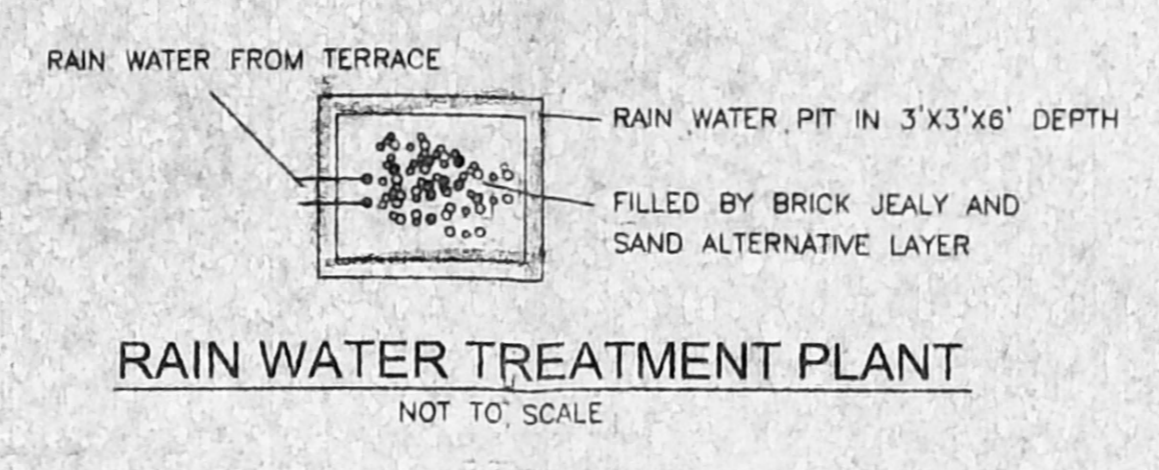 RAIN WATER FROM TERRACE
RAIN WATER PIT IN 3'X3'X6' DEPTH
FILLED BY BRICK JEALY AND
SAND ALTERNATIVE LAYER
RAIN WATER TREATMENT PLANT
NOT TO SCALE